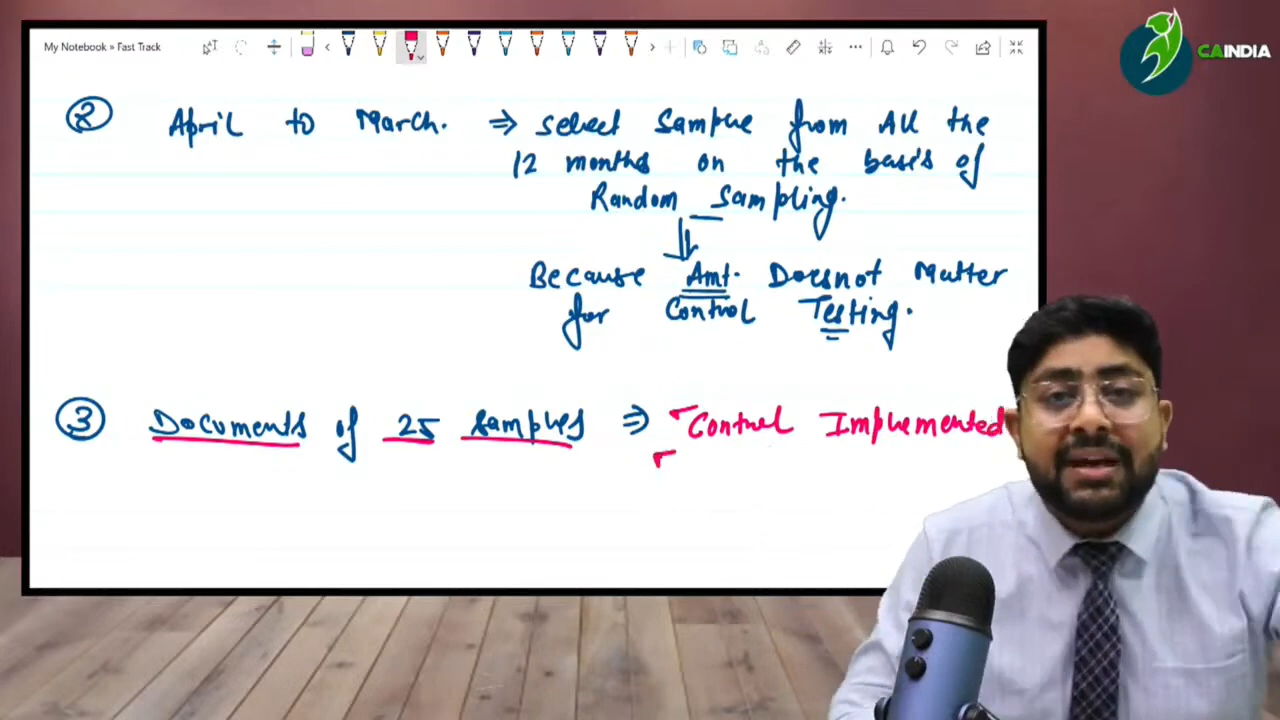 My Notebook » Fast Track
CAINDIA
② April to March. ⇒ select Sample from All the
12 months on the basis of
Random Sampling.
Because Amt. Doesnot Matter
for Control Testing.
③ Documents of 25 Samples ⇒ Control Implemented